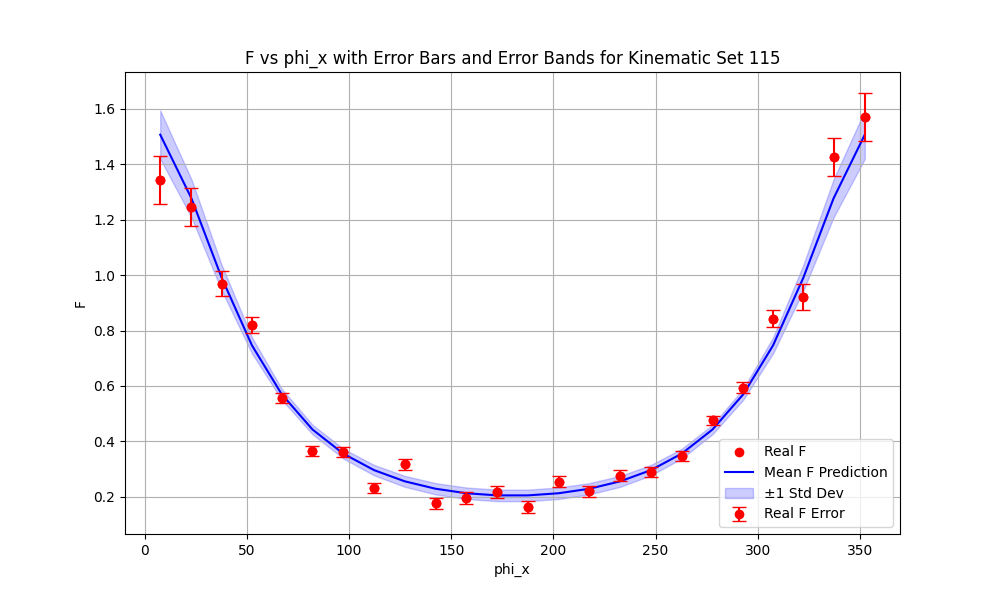 F vs phi_x with Error Bars and Error Bands for Kinematic Set 115
F
1.6
1.4
1.2
1.0
0.8
0.6
0.4
0.2
0
50
100
150
200
250
300
350
phi_x
Real F
Mean F Prediction
±1 Std Dev
Real F Error